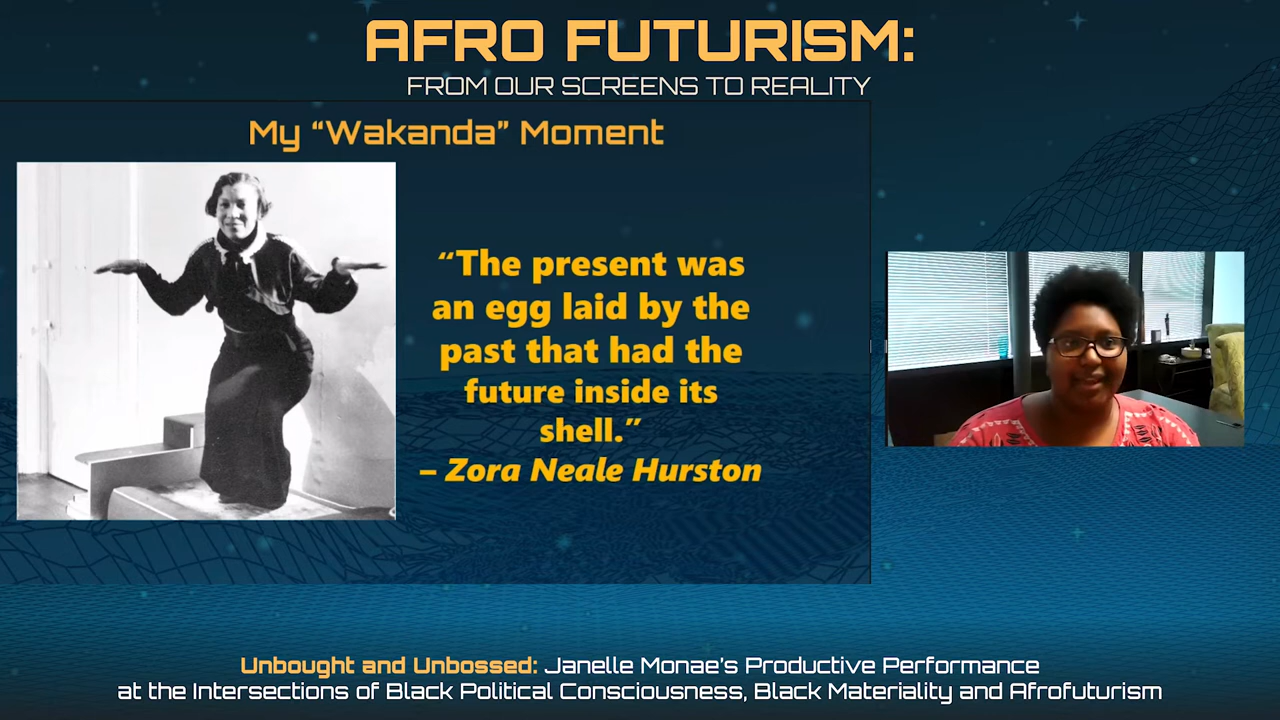 AFRO FUTURISM:
FROM OUR SCREENS TO REALITY
My “Wakanda” Moment
“The present was
an egg laid by the
past that had the
future inside its
shell.”
– Zora Neale Hurston
Unbought and Unbossed: Janelle Monae's Productive Performance
at the Intersections of Black Political Consciousness, Black Materiality and Afrofuturism